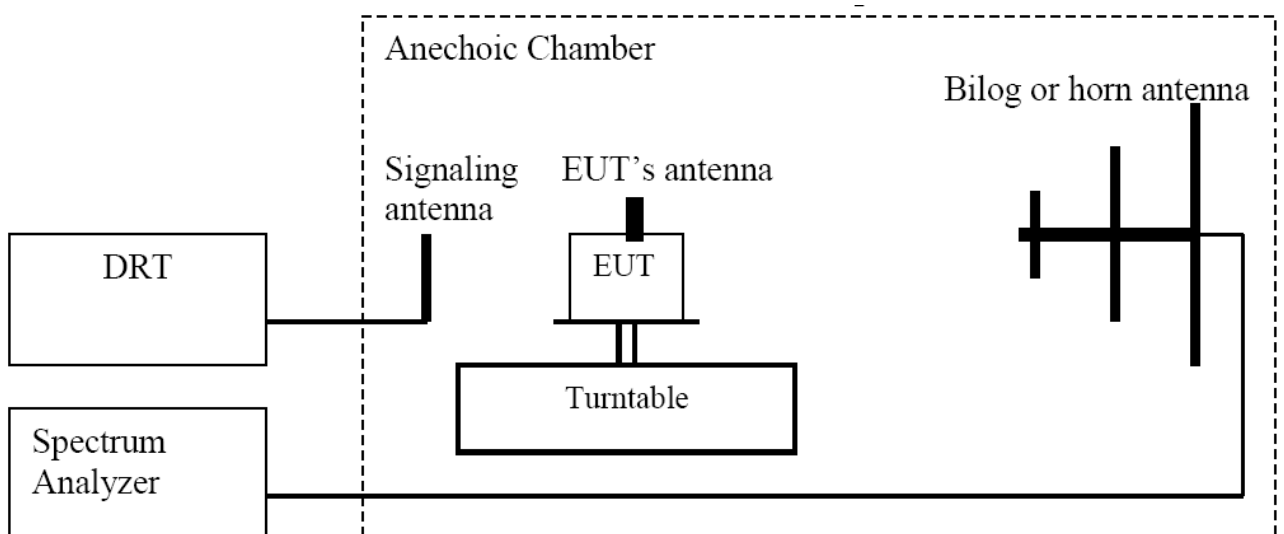 Anechoic Chamber
Bilog or horn antenna
Signaling
antenna
EUT’s antenna
DRT
EUT
Turntable
Spectrum
Analyzer